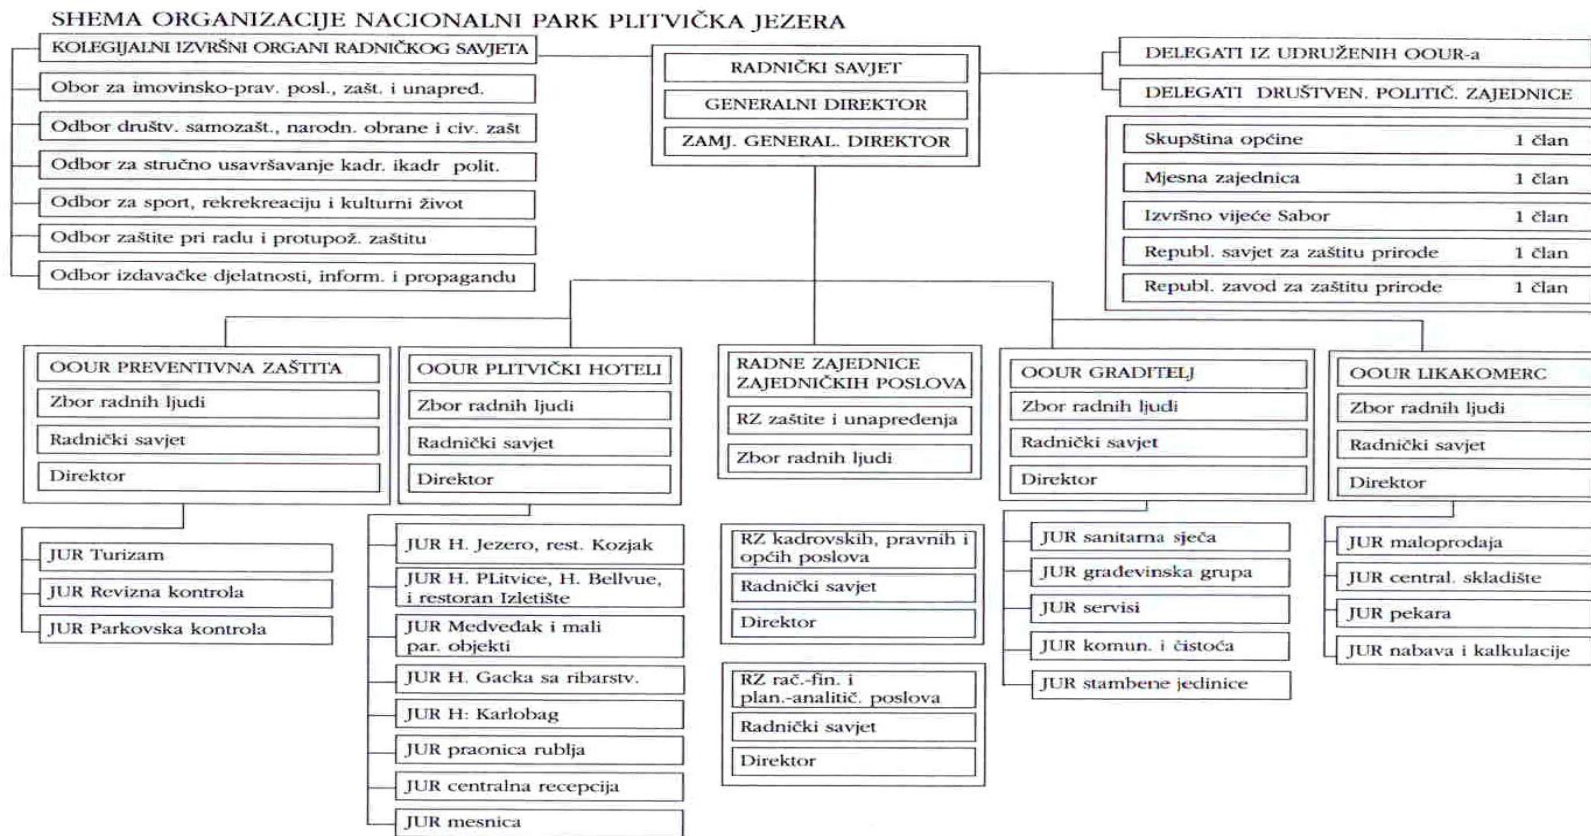 SHEMA ORGANIZACIJE NACIONALNI PARK PLITVIČKA JEZERA
KOLEGIJALNI IZVRŠNI ORGANI RADNIČKOG SAVJETA
Obor za imovinsko-prav. posl., zašt. i unapređ.
Odbor društv. samozašt., narodn. obrane i civ. zašt
Odbor za stručno usavršavanje kadr. ikadr polit.
Odbor za sport, rekrekreaciju i kulturni život
Odbor zaštite pri radu i protupož. zaštitu
Odbor izdavačke djelatnosti, inform. i propagandu
RADNIČKI SAVJET
GENERALNI DIREKTOR
ZAMJ. GENERAL. DIREKTOR
DELEGATI IZ UDRUŽENIH OOUR-a
DELEGATI DRUŠTVEN. POLITIČ. ZAJEDNICE
Skupština općine 1 član
Mjesna zajednica 1 član
Izvršno vijeće Sabor 1 član
Republ. savjet za zaštitu prirode 1 član
Republ. zavod za zaštitu prirode 1 član
OOUR PREVENTIVNA ZAŠTITA
Zbor radnih ljudi
Radnički savjet
Direktor
JUR Turizam
JUR Revizna kontrola
JUR Parkovska kontrola
OOUR PLITVIČKI HOTELI
Zbor radnih ljudi
Radnički savjet
Direktor
JUR H. Jezero, rest. Kozjak
JUR H. PLitvice, H. Bellvue,
i restoran Izletište
JUR Medveđak i mali
par. objekti
JUR H. Gacka sa ribarstv.
JUR H: Karlobag
JUR praonica rublja
JUR centralna recepcija
JUR mesnica
RADNE ZAJEDNICE
ZAJEDNIČKIH POSLOVA
RZ zaštite i unapređenja
Zbor radnih ljudi
RZ kadrovskih, pravnih i
općih poslova
Radnički savjet
Direktor
RZ rač.-fin. i
plan.-analitič. poslova
Radnički savjet
Direktor
OOUR GRADITELJ
Zbor radnih ljudi
Radnički savjet
Direktor
JUR sanitarna sječa
JUR građevinska grupa
JUR servisi
JUR komun. i čistoća
JUR stambene jedinice
OOUR LIKAKOMERC
Zbor radnih ljudi
Radnički savjet
Direktor
JUR maloprodaja
JUR central. skladište
JUR pekara
JUR nabava i kalkulacije